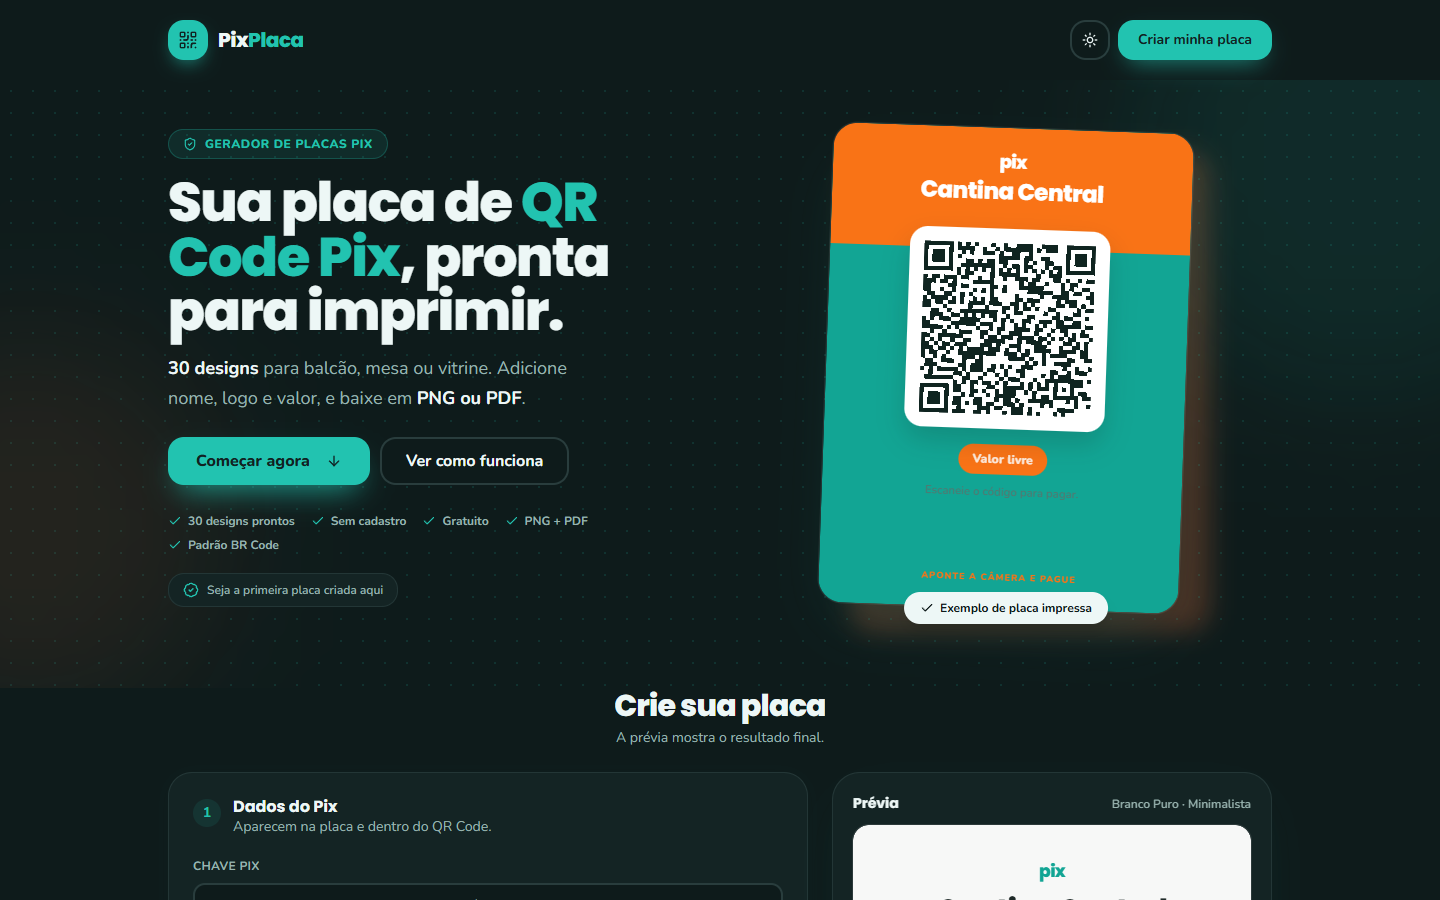 PixPlaca
Criar minha placa
GERADOR DE PLACAS PIX
Sua placa de QR
Code Pix, pronta
para imprimir.
30 designs para balcão, mesa ou vitrine. Adicione
nome, logo e valor, e baixe em PNG ou PDF.
Começar agora
Ver como funciona
30 designs prontos
Sem cadastro
Gratuito
PNG + PDF
Padrão BR Code
Seja a primeira placa criada aqui
pix
Cantina Central
Valor livre
Escaneie o código para pagar.
APONTE A CÂMERA E PAGUE
Exemplo de placa impressa
Crie sua placa
A prévia mostra o resultado final.
1
Dados do Pix
Aparecem na placa e dentro do QR Code.
CHAVE PIX
Prévia
Branco Puro · Minimalista
pix